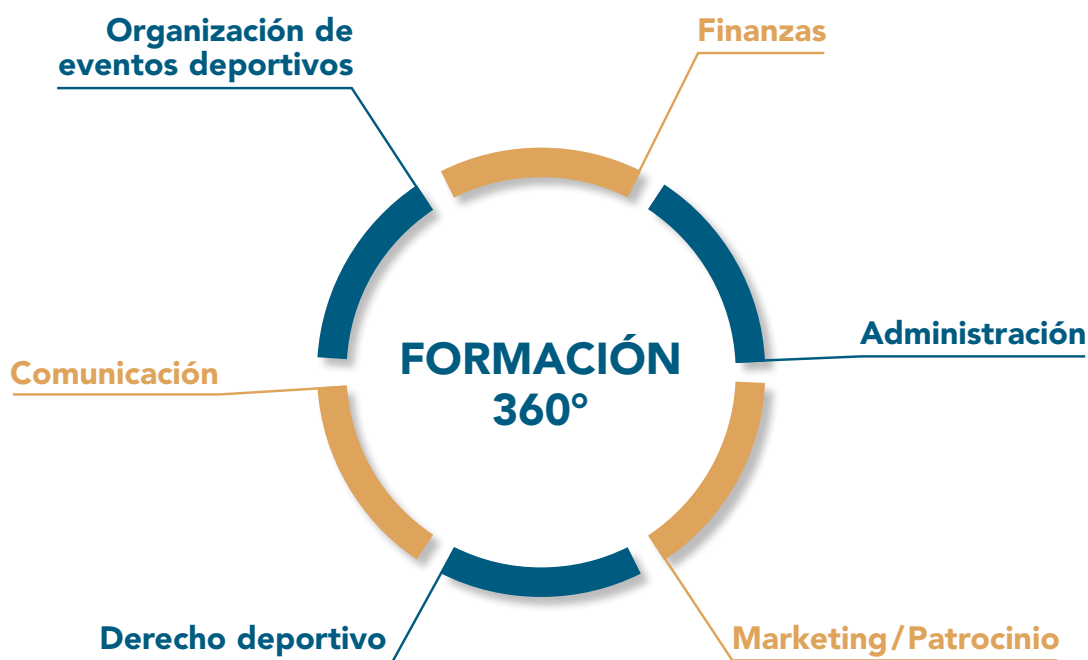 Organización de
eventos deportivos
Finanzas
Administración
FORMACIÓN
360°
Comunicación
Derecho deportivo
Marketing/Patrocinio